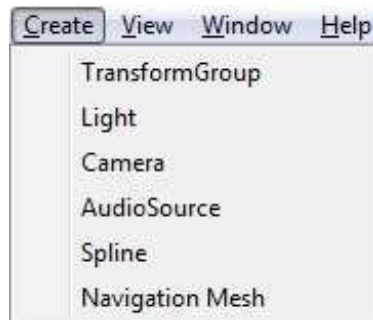 Create View Window Help
TransformGroup
Light
Camera
AudioSource
Spline
Navigation Mesh